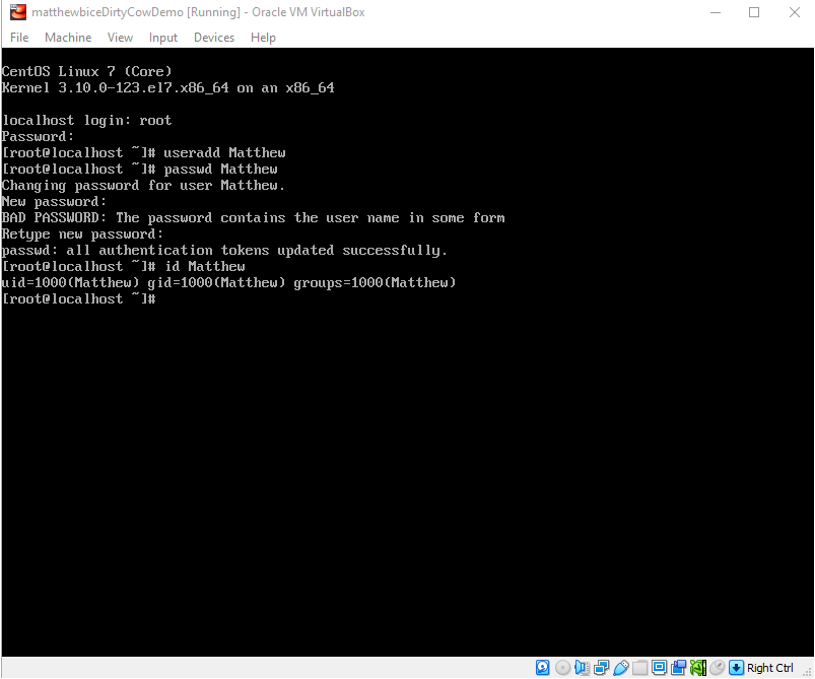 matthewbiceDirtyCowDemo [Running] - Oracle VM VirtualBox
File Machine View Input Devices Help
CentOS Linux 7 (Core)
Kernel 3.10.0-123.el7.x86_64 on an x86_64
localhost login: root
Password:
[root@localhost ~]# useradd Matthew
[root@localhost ~]# passwd Matthew
Changing password for user Matthew.
New password:
BAD PASSWORD: The password contains the user name in some form
Retype new password:
passwd: all authentication tokens updated successfully.
[root@localhost ~]# id Matthew
uid=1000(Matthew) gid=1000(Matthew) groups=1000(Matthew)
[root@localhost ~]#
Right Ctrl